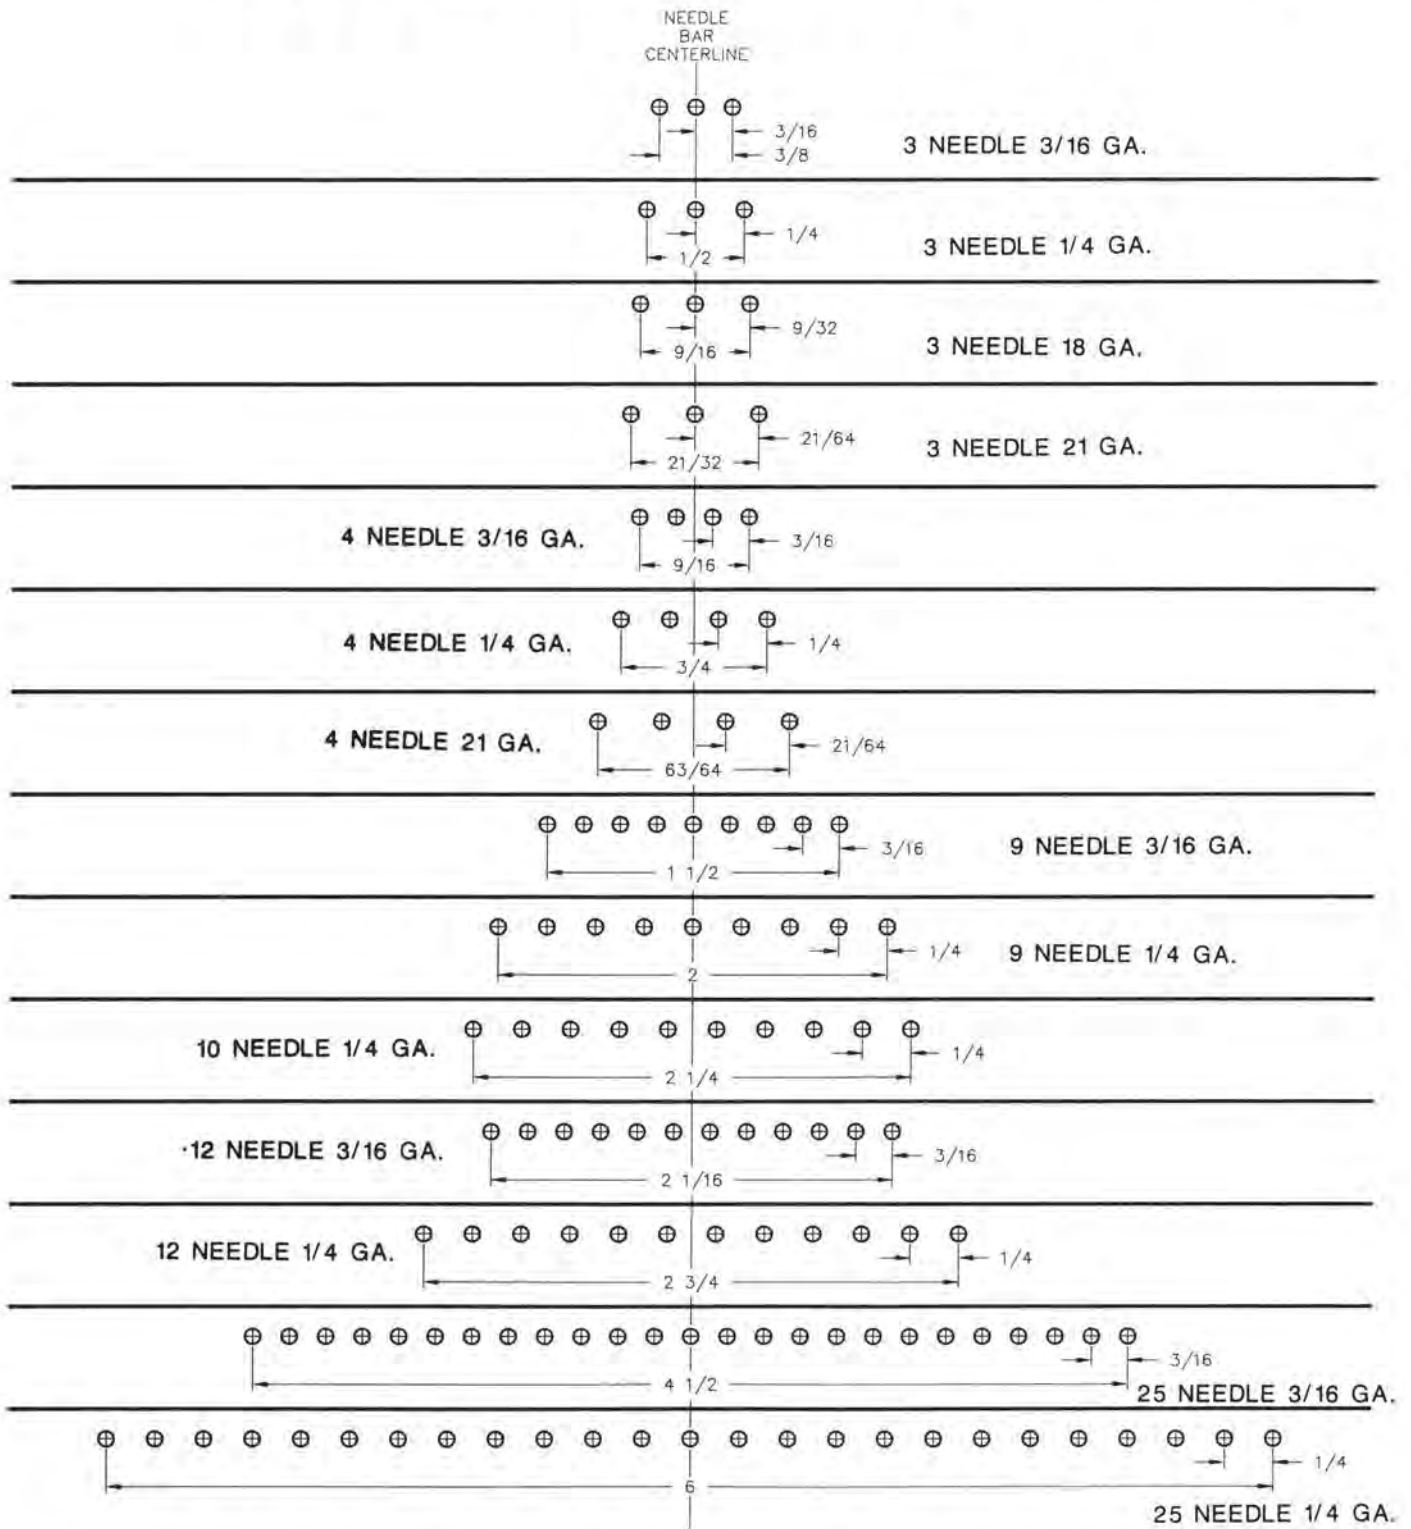 NEEDLE
BAR
CENTERLINE
3/16
3/8
3 NEEDLE 3/16 GA.
1/4
1/2
3 NEEDLE 1/4 GA.
9/32
9/16
3 NEEDLE 18 GA.
21/64
21/32
3 NEEDLE 21 GA.
4 NEEDLE 3/16 GA.
3/16
9/16
4 NEEDLE 1/4 GA.
1/4
3/4
4 NEEDLE 21 GA.
21/64
63/64
3/16
9 NEEDLE 3/16 GA.
1 1/2
1/4
9 NEEDLE 1/4 GA.
2
10 NEEDLE 1/4 GA.
1/4
2 1/4
12 NEEDLE 3/16 GA.
3/16
2 1/16
12 NEEDLE 1/4 GA.
1/4
2 3/4
3/16
4 1/2
25 NEEDLE 3/16 GA.
1/4
6
25 NEEDLE 1/4 GA.